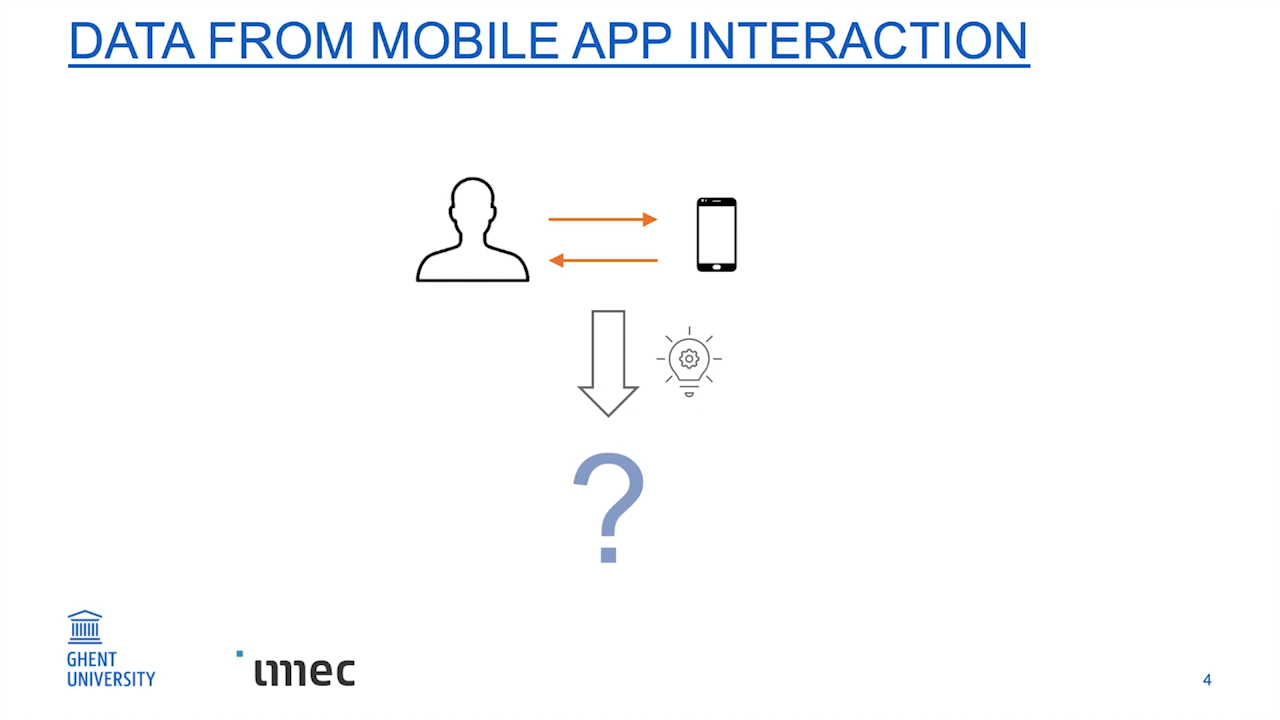 DATA FROM MOBILE APP INTERACTION
?
GHENT
UNIVERSITY
imec
4